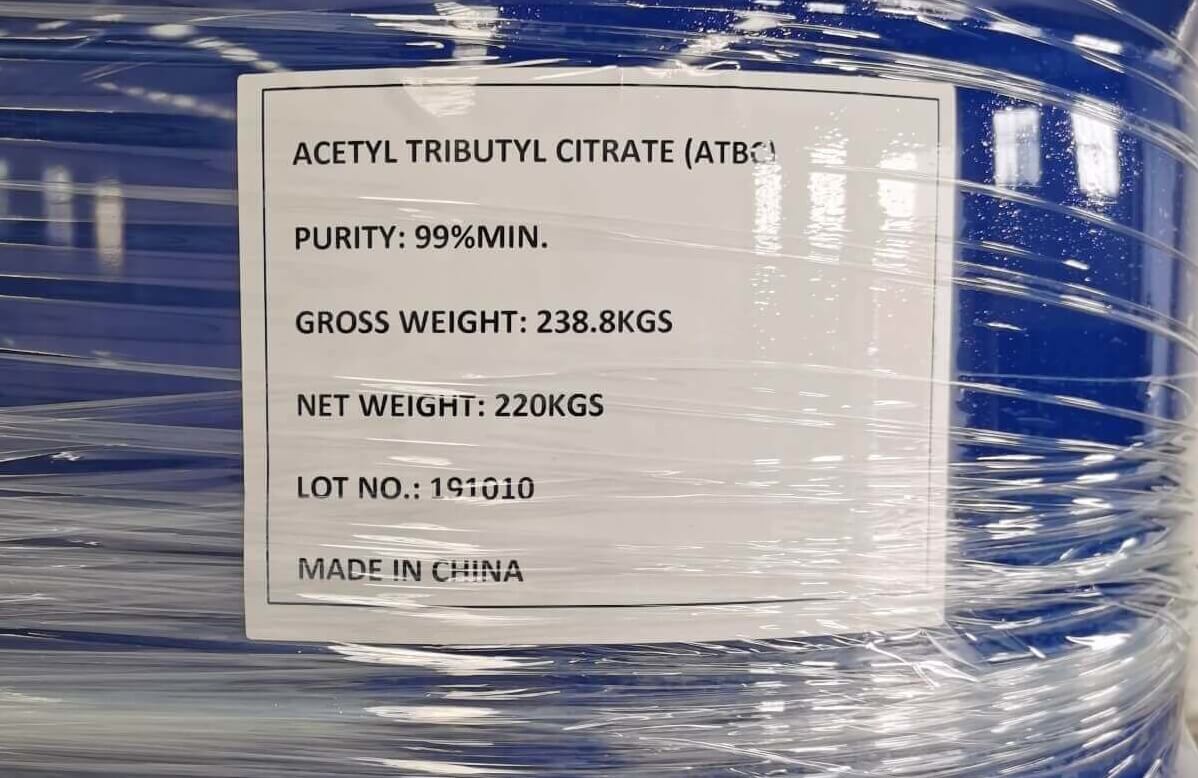 ACETYL TRIBUTYL CITRATE (ATBC)
PURITY: 99%MIN.
GROSS WEIGHT: 238.8KGS
NET WEIGHT: 220KGS
LOT NO.: 191010
MADE IN CHINA